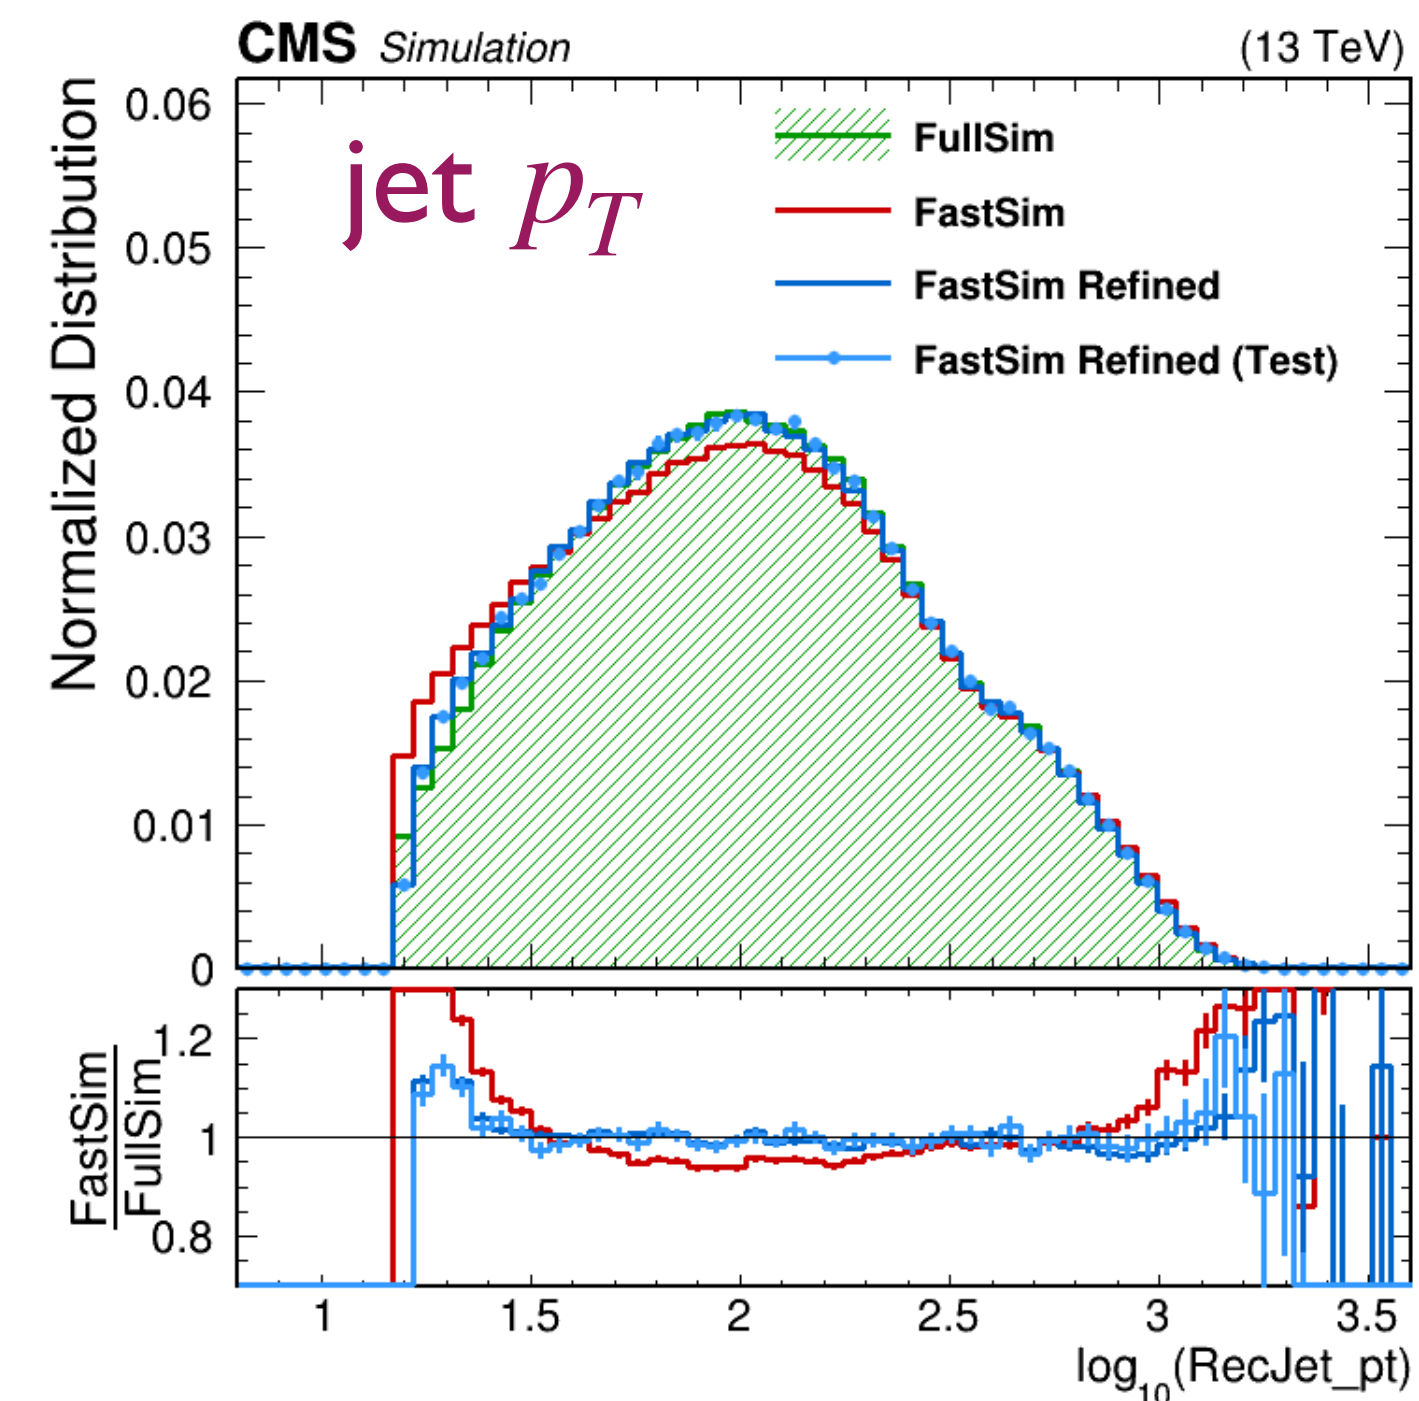 CMS Simulation (13 TeV)
Normalized Distribution
0.06
0.05
0.04
0.03
0.02
0.01
0
jet p_T
FullSim
FastSim
FastSim Refined
FastSim Refined (Test)
FastSim
FullSim
1.2
1
0.8
1 1.5 2 2.5 3 3.5
log₁₀(RecJet_pt)